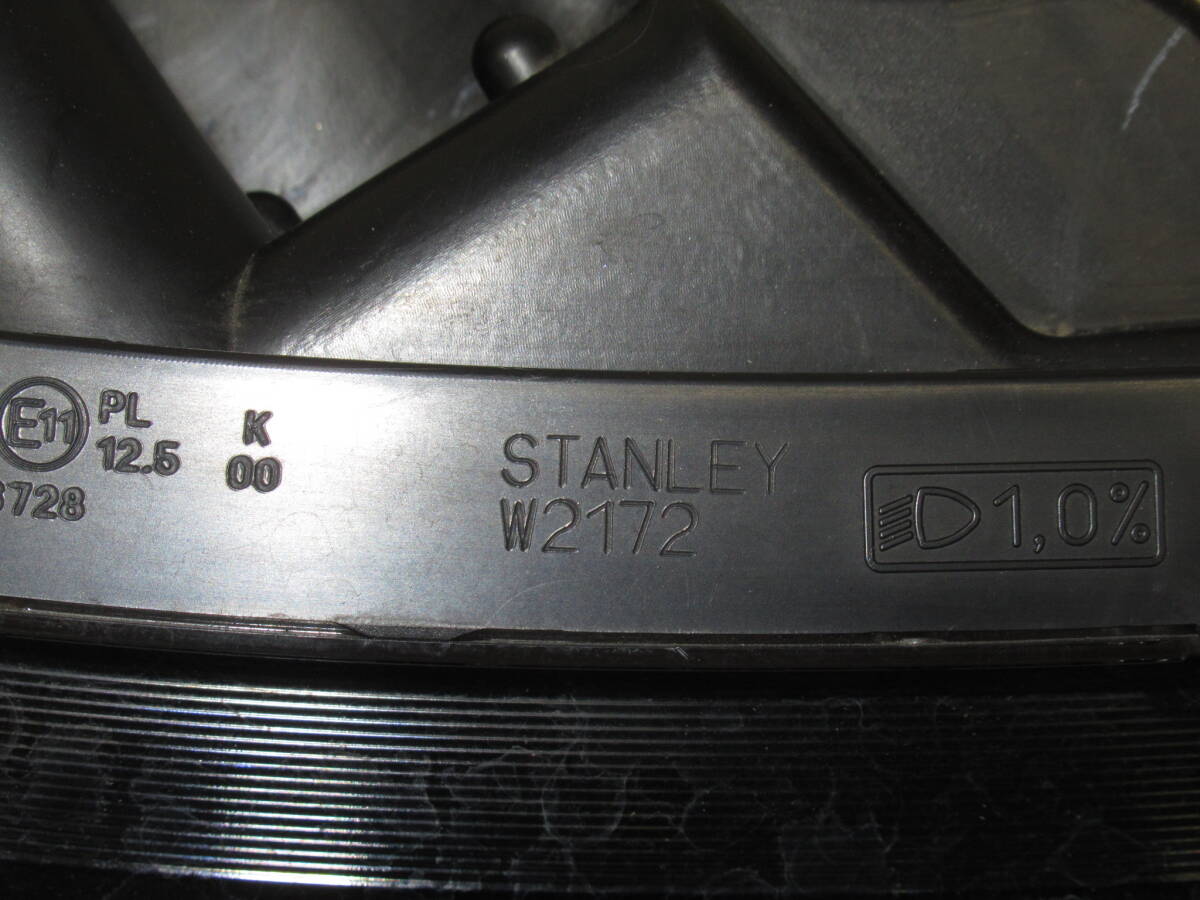 E11
PL
12.5
K
00
3728
STANLEY
W2172
1,0%